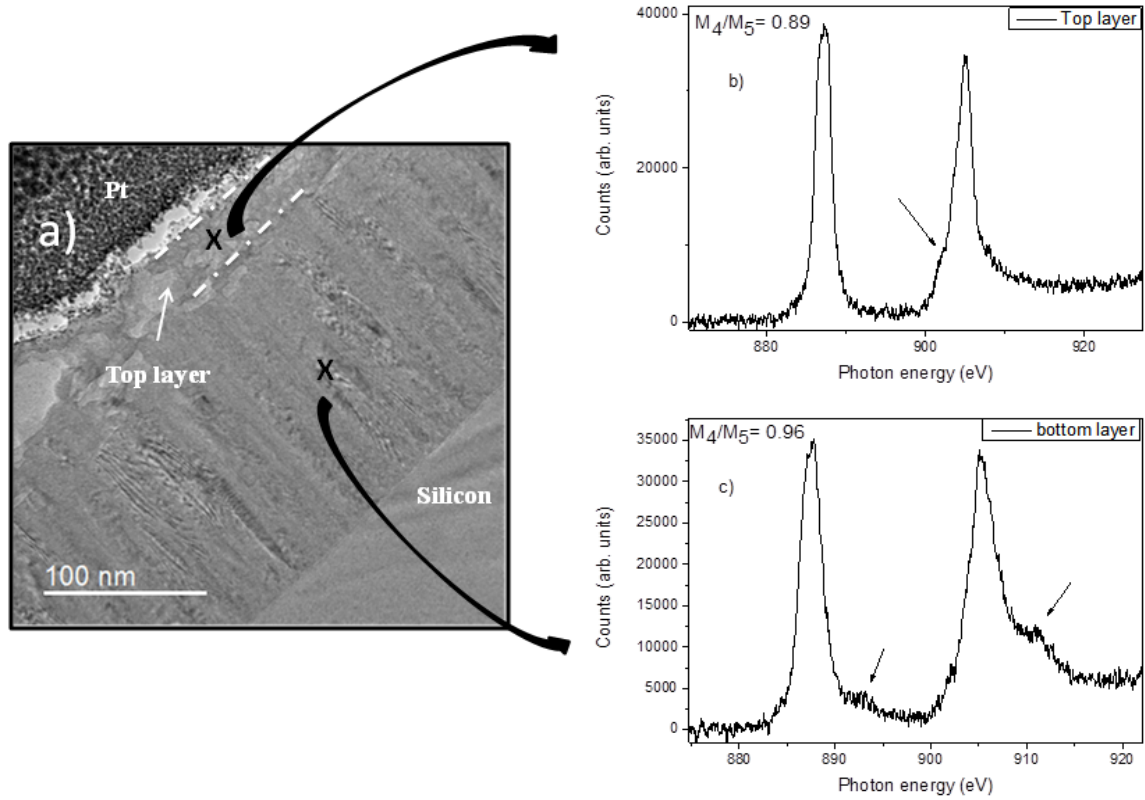 Pt
a)
X
Top layer
X
Silicon
100 nm
M4/M5= 0.89
Top layer
b)
40000
20000
0
Counts (arb. units)
880
900
920
Photon energy (eV)
M4/M5= 0.96
bottom layer
c)
35000
30000
25000
20000
15000
10000
5000
0
Counts (arb. units)
880
890
900
910
920
Photon energy (eV)